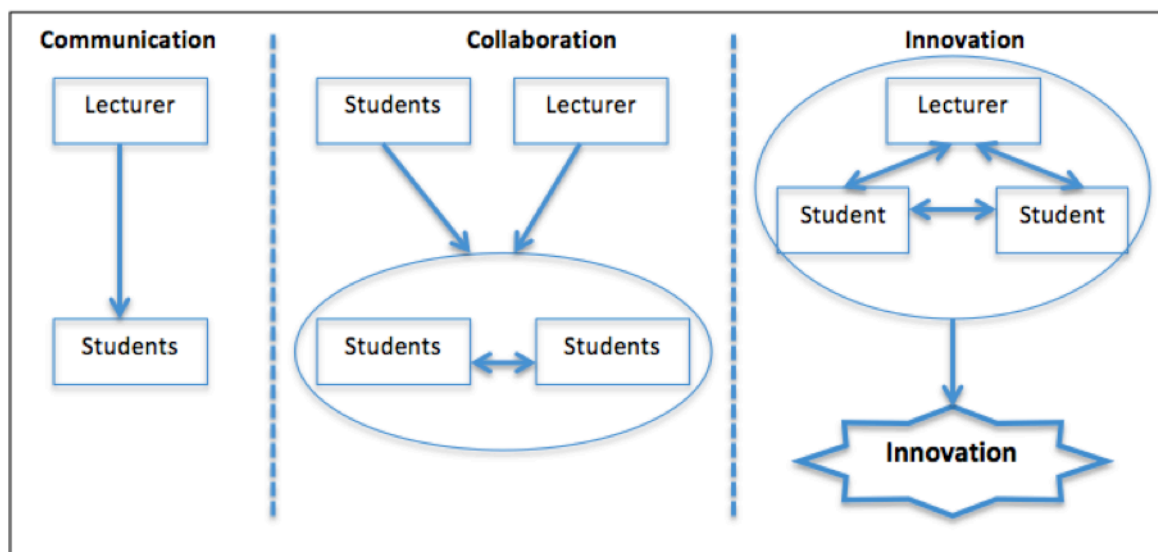 Communication
Collaboration
Innovation
Lecturer
Students
Students
Lecturer
Students
Students
Lecturer
Student
Student
Innovation